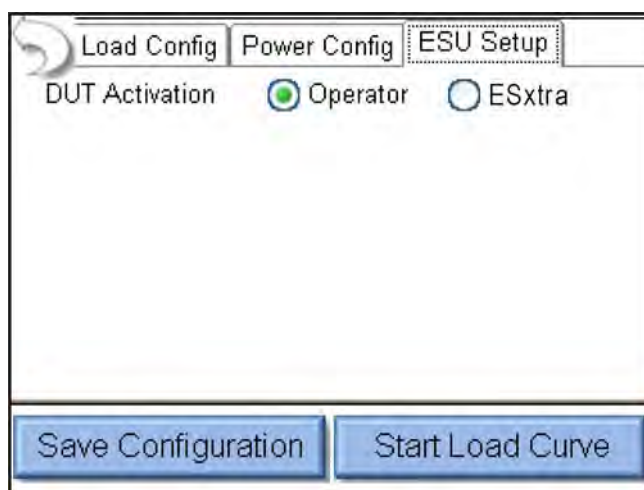 Load Config Power Config ESU Setup
DUT Activation Operator ESxtra
Save Configuration Start Load Curve